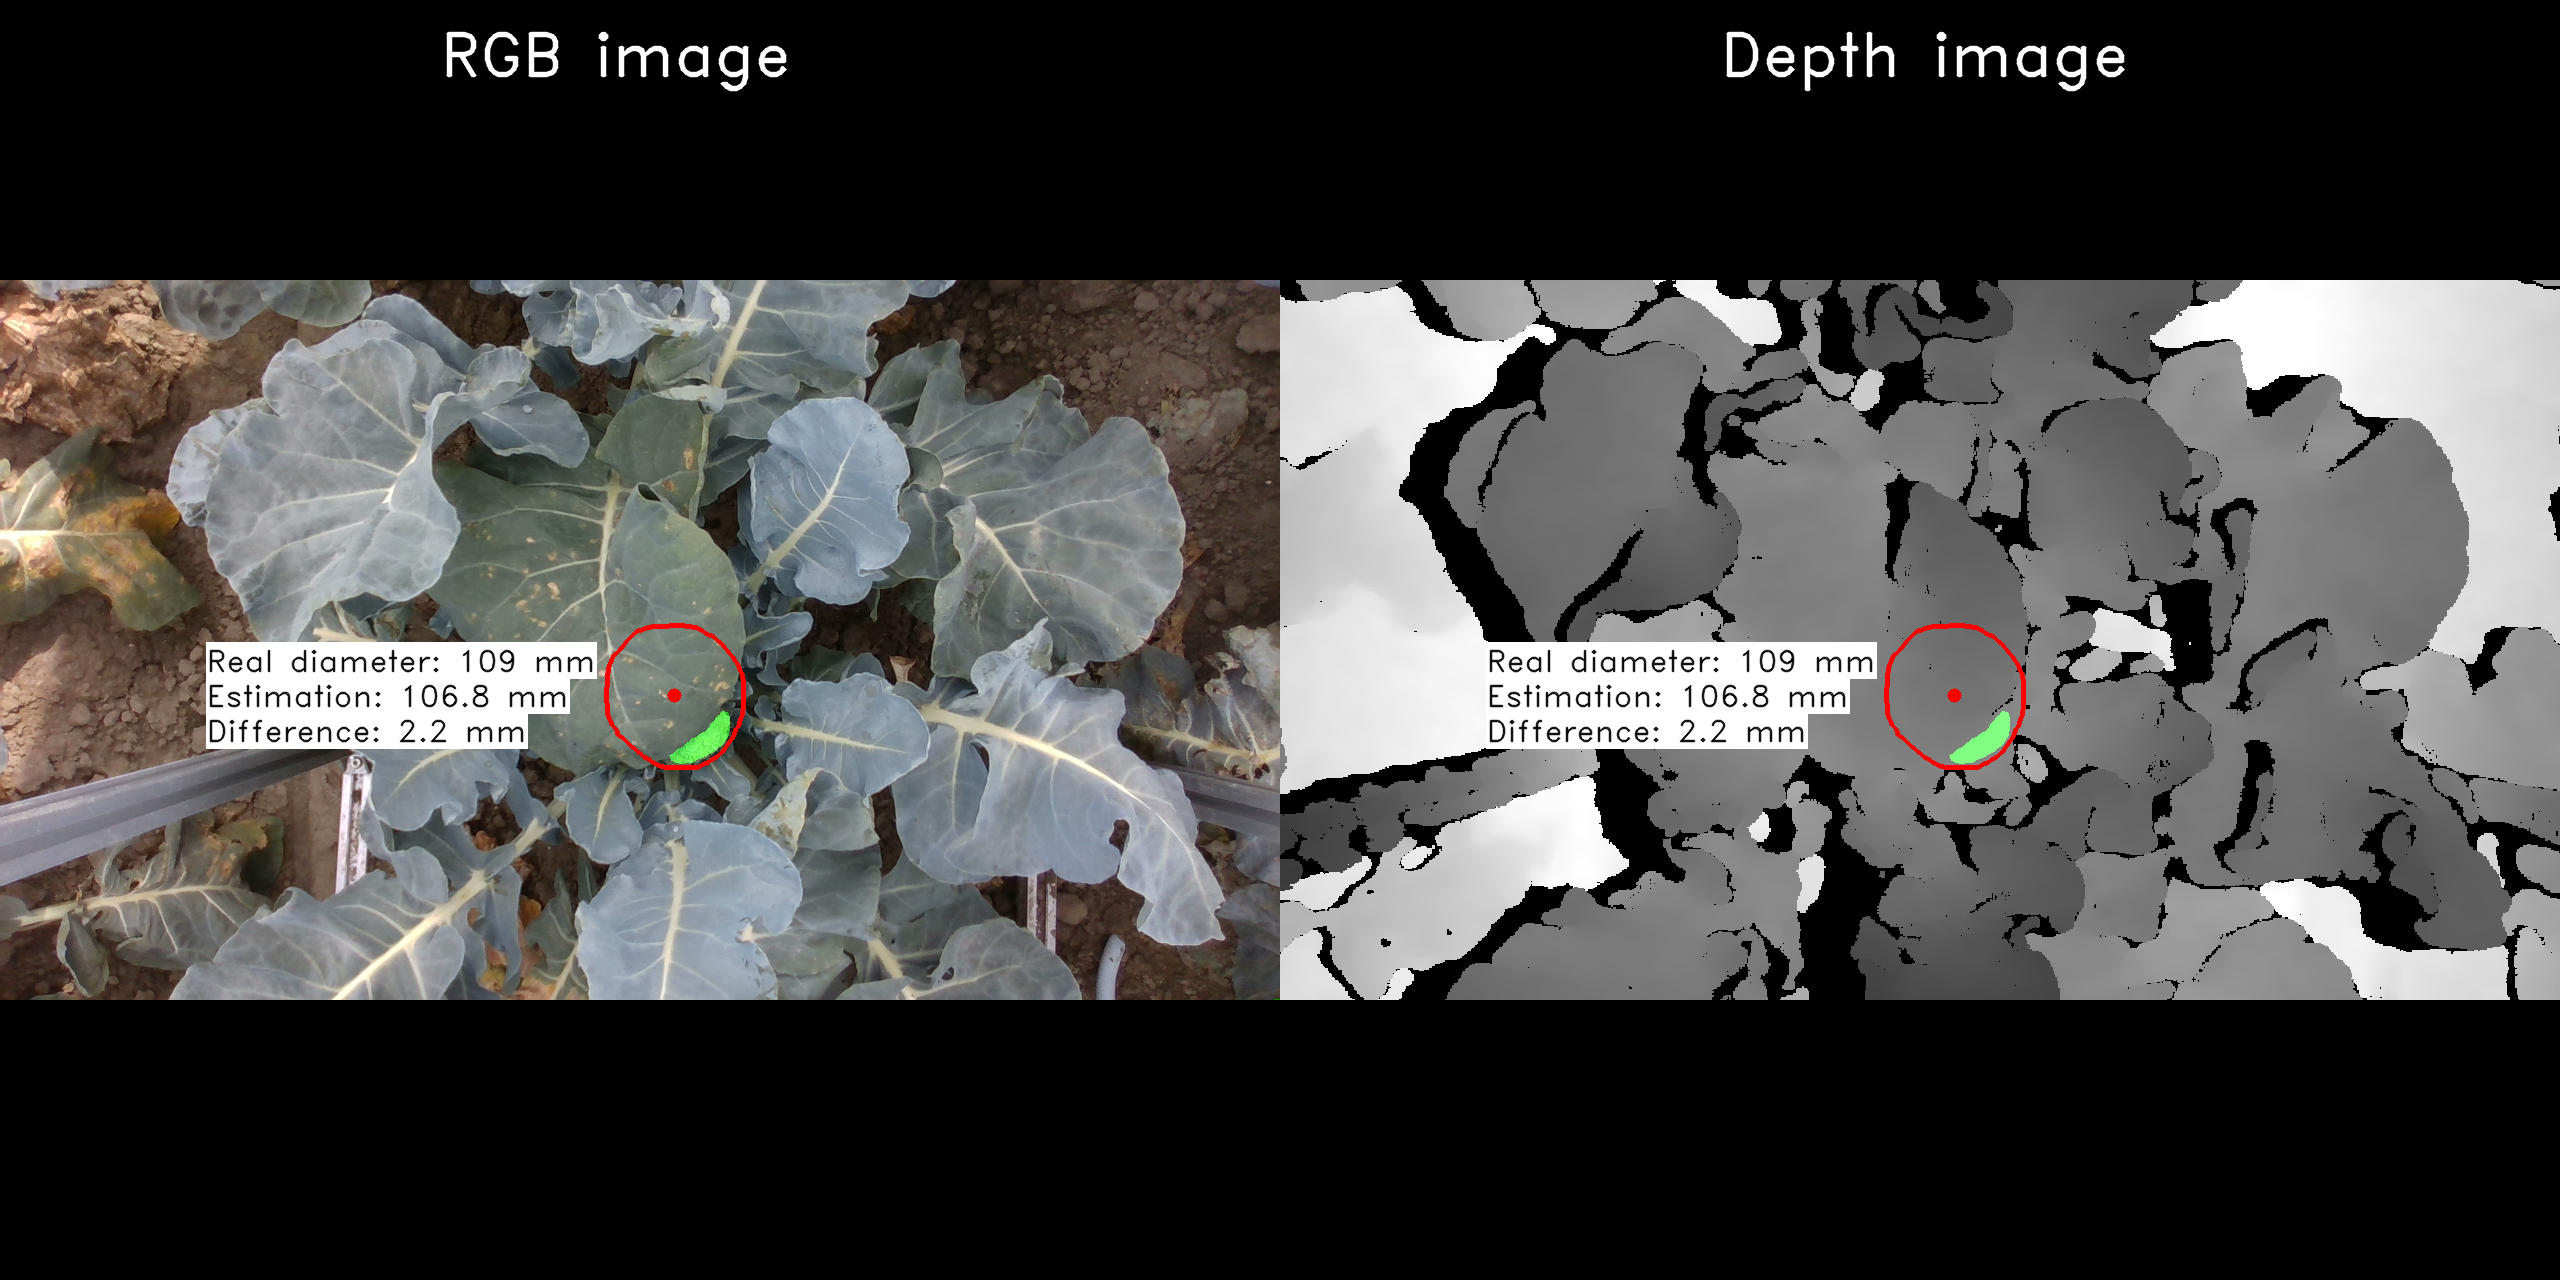 RGB image
Depth image
Real diameter: 109 mm
Estimation: 106.8 mm
Difference: 2.2 mm
Real diameter: 109 mm
Estimation: 106.8 mm
Difference: 2.2 mm